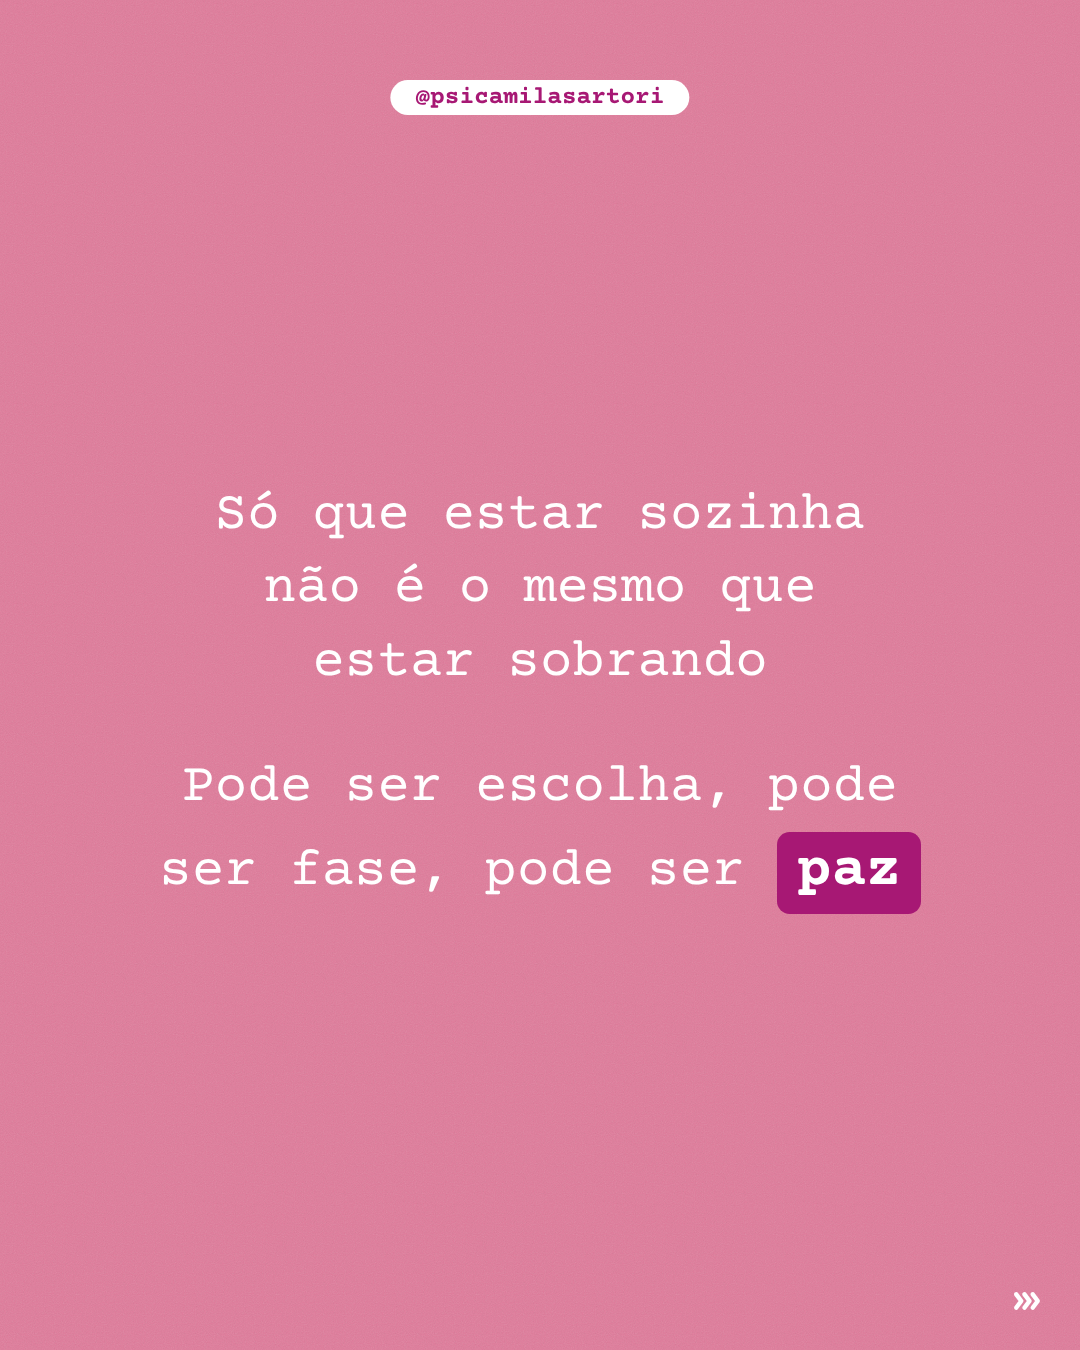 @psicamilasartori
Só que estar sozinha
não é o mesmo que
estar sobrando
Pode ser escolha, pode
ser fase, pode ser paz